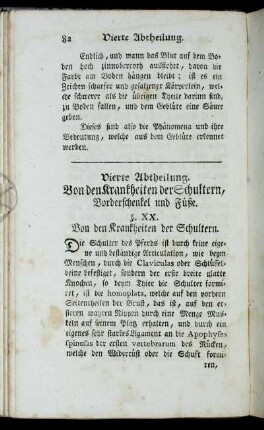 82 Vierte Abtheilung.
Endlich, und wann das Blut auf dem Bo-
den hoch zinnoberroth aussiehet, davon die
Farbe am Boden hängen bleibt: ist es ein
Zeichen scharfer und gesalzener Körperlein, wel-
che schwerer als die übrigen Theile darinn sind,
zu Boden fallen, und dem Geblüte eine Säure
geben.
Dieses sind also die Phänomena und ihre
Bedeutung, welche aus dem Geblüte erkennet
werden.
Vierte Abtheilung.
Von den Krankheiten der Schultern,
Vorderschenkel und Füße.
§. XX.
Von den Krankheiten der Schultern.
Die Schulter des Pferds ist durch keine eige-
ne und beständige Articulation, wie beym
Menschen, durch die Claviculas oder Schlüssel-
beine befestiget, sondern der erste breite glatte
Knochen, so beym Thier die Schulter formi-
ret, ist die homoplata, welche auf den vordern
Seitentheilen der Brust, das ist, auf den er-
steren wahren Rippen durch eine Menge Mus-
keln auf seinem Platz erhalten, und durch ein
eigenes sehr starkes Ligament an die Apophyses
spinosas der ersten vertebrarum des Rücken,
welche den Widerrüst oder die Schuft formi-
ren,